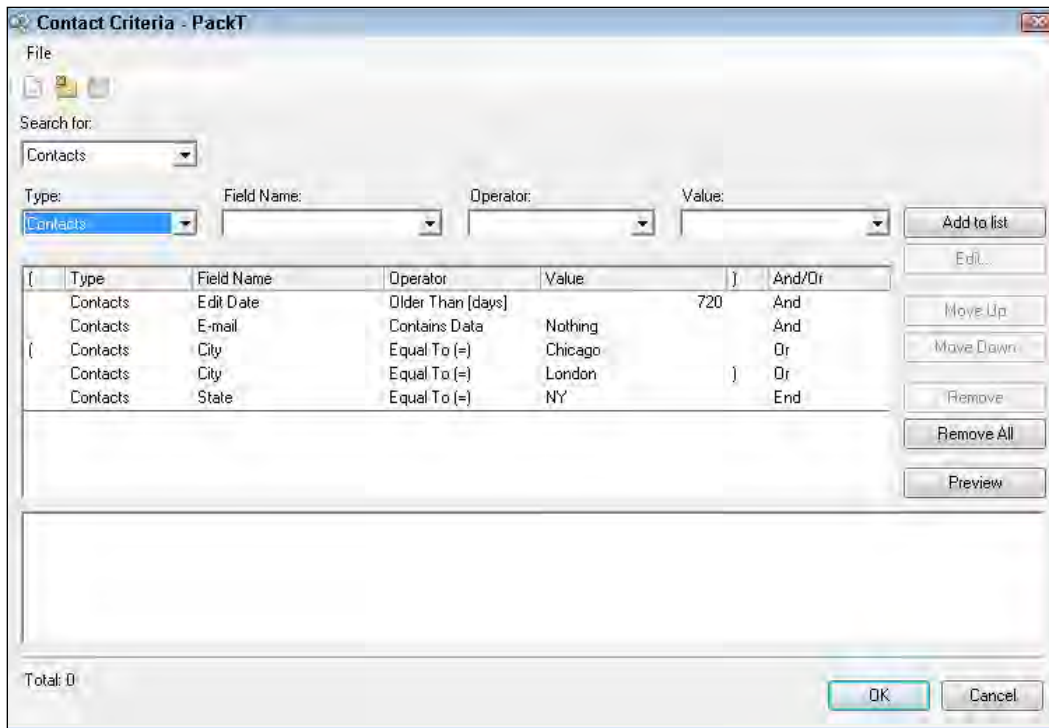 Contact Criteria - PackT
File
Search for:
Contacts
Type: Field Name: Operator: Value:
Contacts
Add to list
Edit...
( Type Field Name Operator Value ) And/Or
Contacts Edit Date Older Than [days] 720 And
Contacts E-mail Contains Data Nothing And
( Contacts City Equal To (=) Chicago Or
Contacts City Equal To (=) London ) Or
Contacts State Equal To (=) NY End
Move Up
Move Down
Remove
Remove All
Preview
Total: 0
OK Cancel